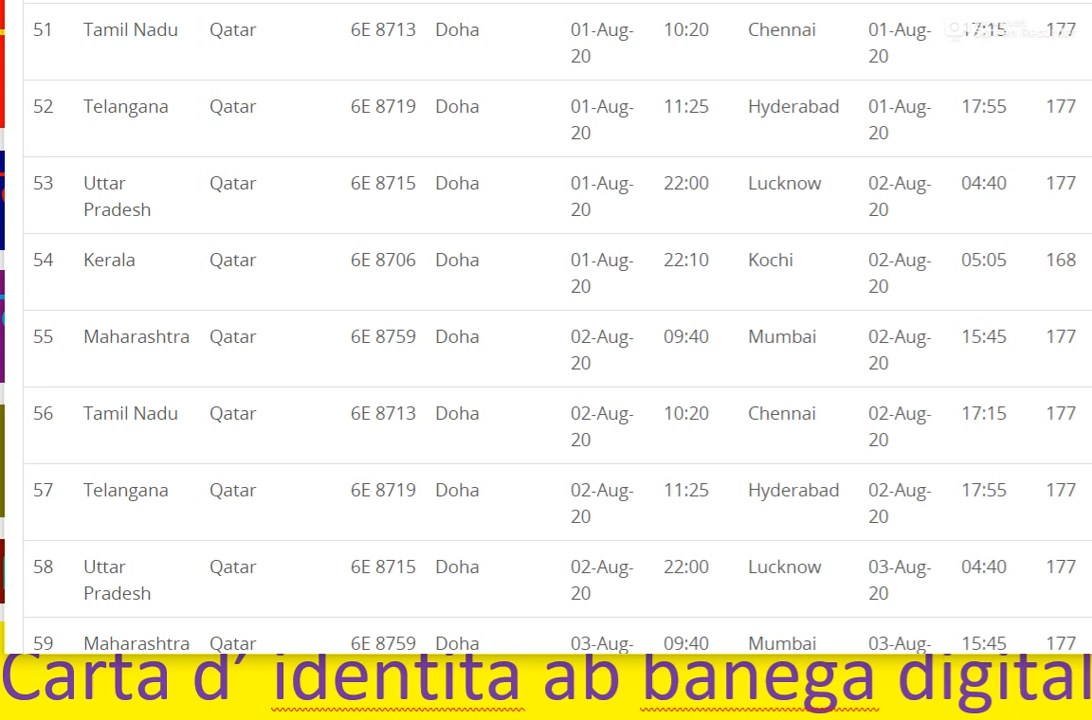 51 Tamil Nadu Qatar 6E 8713 Doha 01-Aug- 10:20 Chennai 01-Aug- 17:15 177
20 20
52 Telangana Qatar 6E 8719 Doha 01-Aug- 11:25 Hyderabad 01-Aug- 17:55 177
20 20
53 Uttar Qatar 6E 8715 Doha 01-Aug- 22:00 Lucknow 02-Aug- 04:40 177
Pradesh 20 20
54 Kerala Qatar 6E 8706 Doha 01-Aug- 22:10 Kochi 02-Aug- 05:05 168
20 20
55 Maharashtra Qatar 6E 8759 Doha 02-Aug- 09:40 Mumbai 02-Aug- 15:45 177
20 20
56 Tamil Nadu Qatar 6E 8713 Doha 02-Aug- 10:20 Chennai 02-Aug- 17:15 177
20 20
57 Telangana Qatar 6E 8719 Doha 02-Aug- 11:25 Hyderabad 02-Aug- 17:55 177
20 20
58 Uttar Qatar 6E 8715 Doha 02-Aug- 22:00 Lucknow 03-Aug- 04:40 177
Pradesh 20 20
59 Maharashtra Qatar 6E 8759 Doha 03-Aug- 09:40 Mumbai 03-Aug- 15:45 177
Carta d' identita ab banega digital